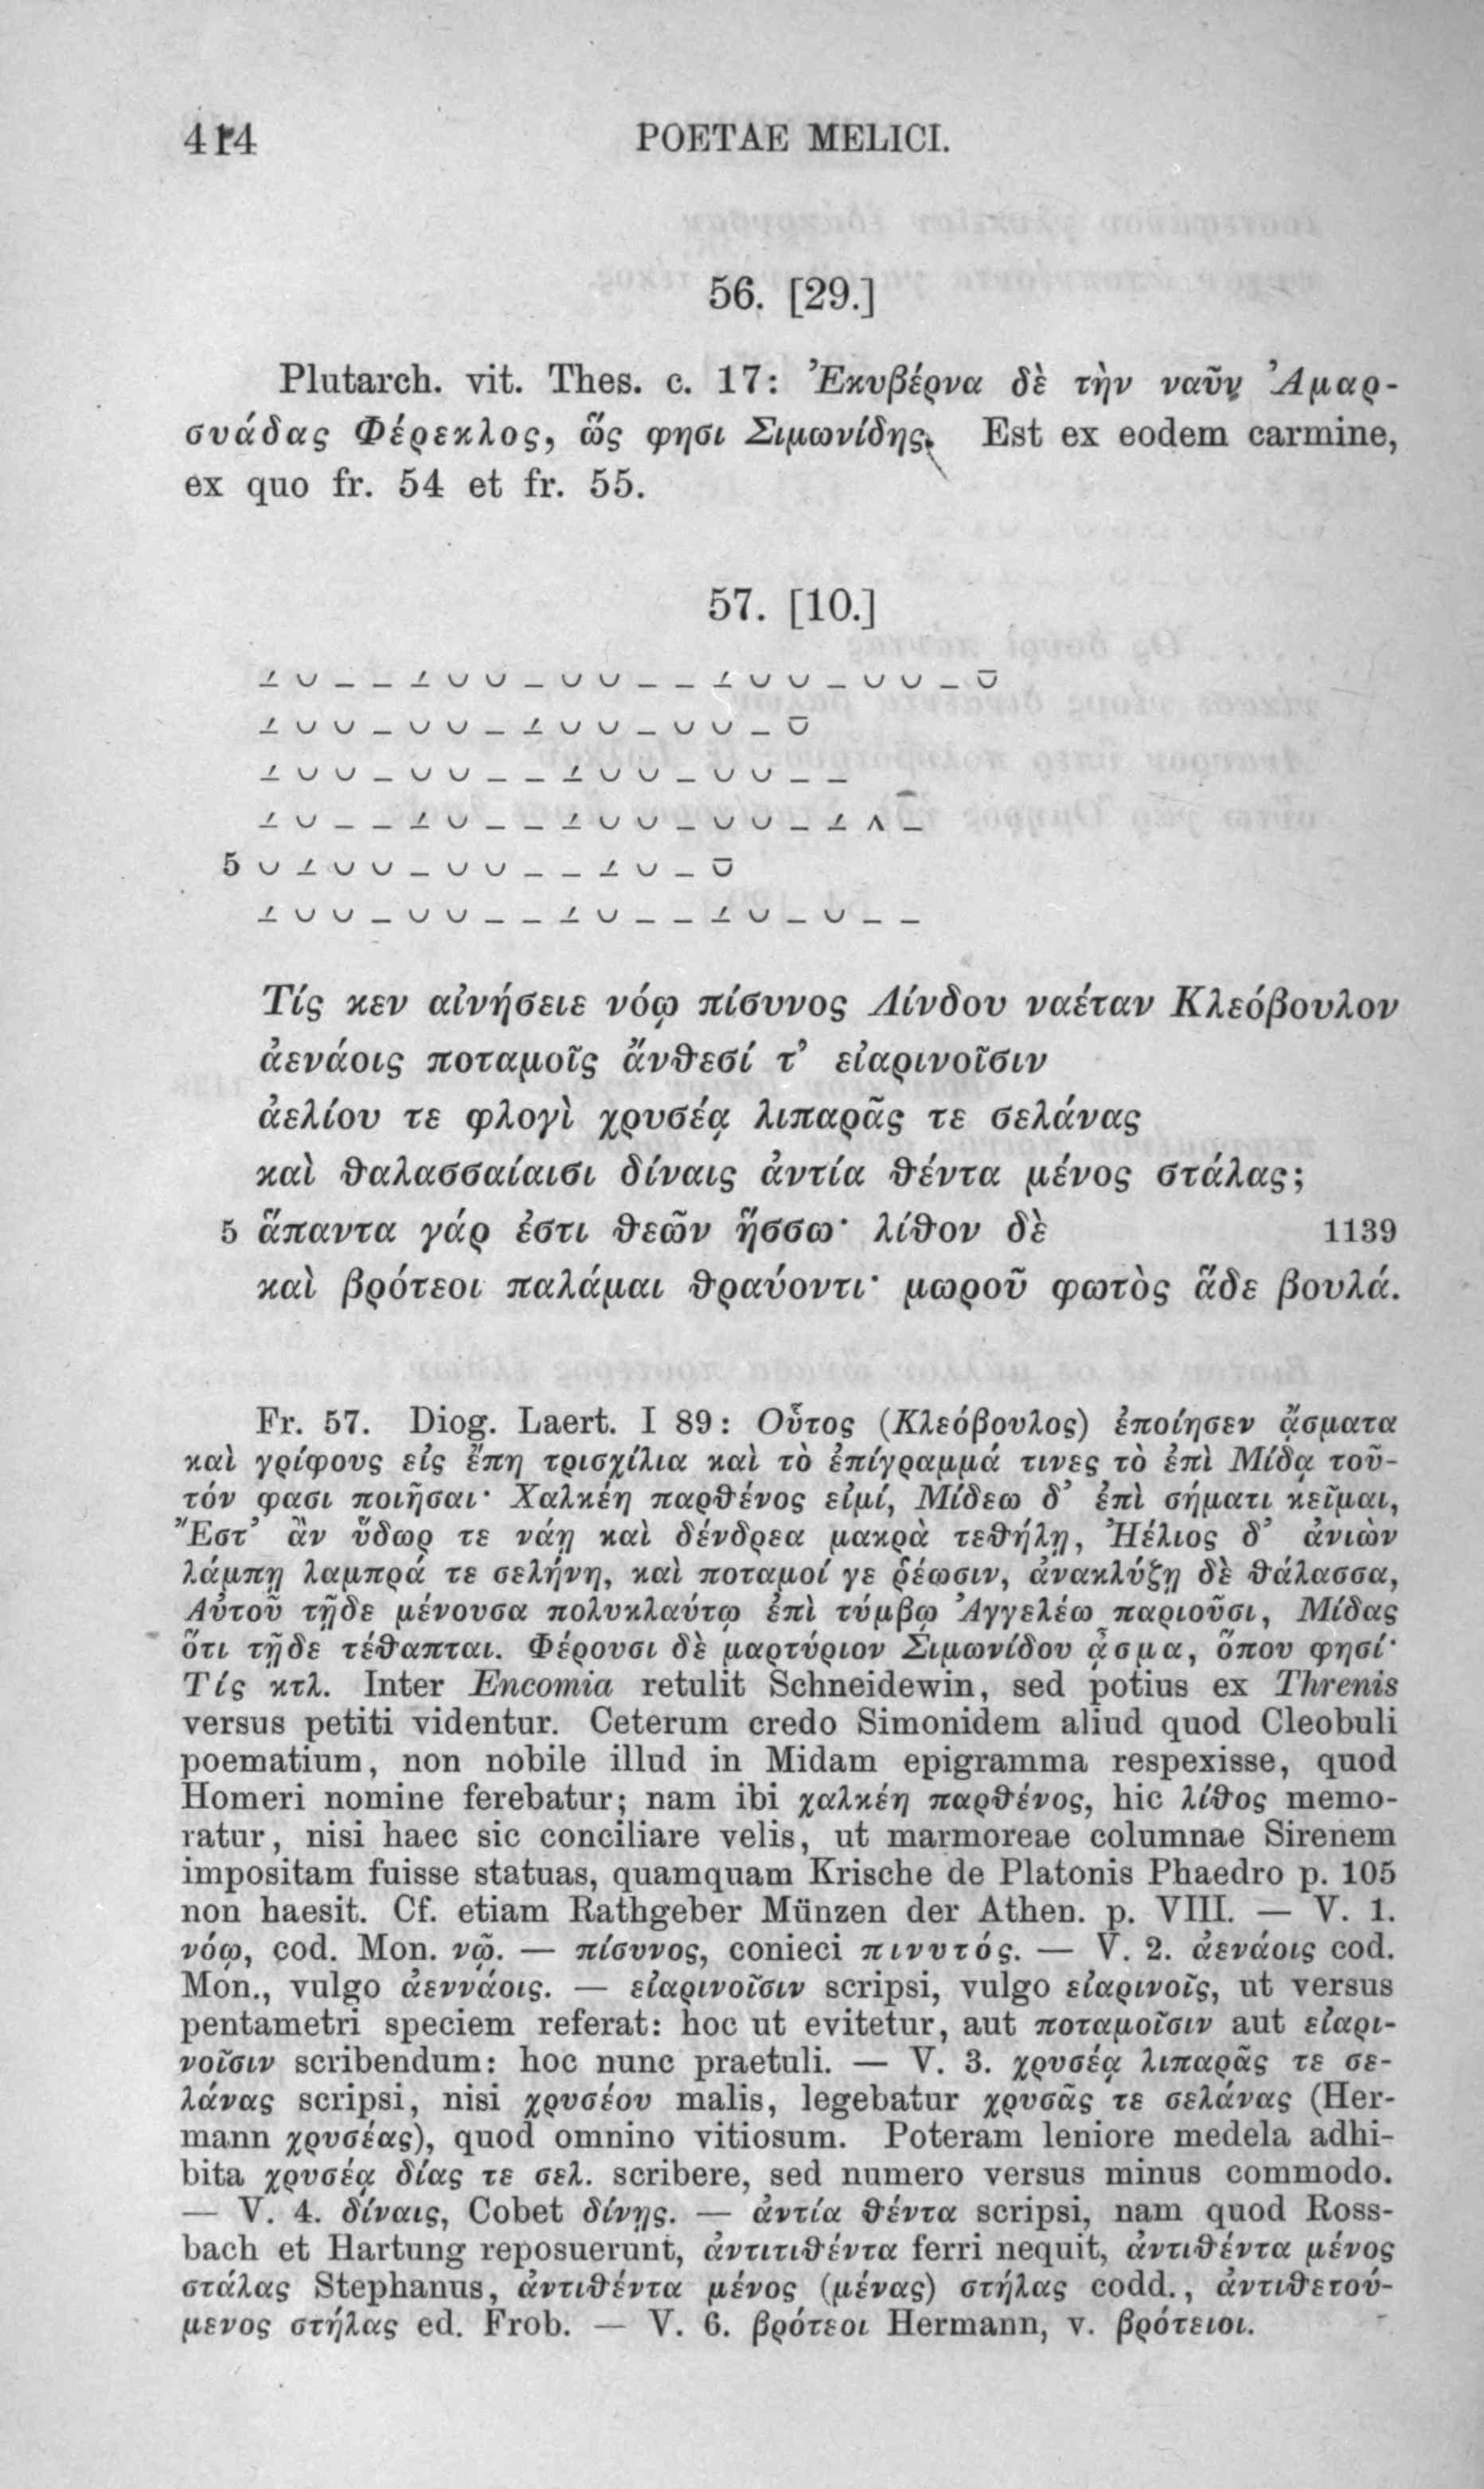 414 POETAE MELICI.
56. [29.]
Plutarch. vit. Thes. c. 17: Ἐκυβέρνα δὲ τὴν ναῦν Ἀμαρ-
συάδας Φέρεκλος, ὥς φησι Σιμωνίδης. Est ex eodem carmine,
ex quo fr. 54 et fr. 55.
57. [10.]
5
Τίς κεν αἰνήσειε νόῳ πίσυνος Λίνδου ναέταν Κλεόβουλον
ἀενάοις ποταμοῖς ἄνθεσί τ’ εἰαρινοῖσιν
ἀελίου τε φλογὶ χρυσέᾳ λιπαρᾶς τε σελάνας
καὶ θαλασσαίαισι δίναις ἀντία θέντα μένος στάλας;
5 ἅπαντα γάρ ἐστι θεῶν ἥσσω· λίθον δὲ 1139
καὶ βρότεοι παλάμαι θραύοντι· μωροῦ φωτὸς ἅδε βουλά.
Fr. 57. Diog. Laert. I 89: Οὗτος (Κλεόβουλος) ἐποίησεν ᾄσματα
καὶ γρίφους εἰς ἔπη τρισχίλια καὶ τὸ ἐπίγραμμά τινες τὸ ἐπὶ Μίδᾳ τοῦ-
τόν φασι ποιῆσαι· Χαλκέη παρθένος εἰμί, Μίδεω δ’ ἐπὶ σήματι κεῖμαι,
Ἔστ’ ἂν ὕδωρ τε νάῃ καὶ δένδρεα μακρὰ τεθήλῃ, Ἠέλιος δ’ ἀνιὼν
λάμπῃ λαμπρά τε σελήνη, καὶ ποταμοί γε ῥέωσιν, ἀνακλύζῃ δὲ θάλασσα,
Αὐτοῦ τῇδε μένουσα πολυκλαύτῳ ἐπὶ τύμβῳ Ἀγγελέω παριοῦσι, Μίδας
ὅτι τῇδε τέθαπται. Φέρουσι δὲ μαρτύριον Σιμωνίδου ᾆσμα, ὅπου φησί·
Τίς κτλ. Inter Encomia retulit Schneidewin, sed potius ex Threnis
versus petiti videntur. Ceterum credo Simonidem aliud quod Cleobuli
poematium, non nobile illud in Midam epigramma respexisse, quod
Homeri nomine ferebatur; nam ibi χαλκέη παρθένος, hic λίθος memo-
ratur, nisi haec sic conciliare velis, ut marmoreae columnae Sirenem
impositam fuisse statuas, quamquam Krische de Platonis Phaedro p. 105
non haesit. Cf. etiam Rathgeber Münzen der Athen. p. VIII. — V. 1.
νόῳ, cod. Mon. νῷ. — πίσυνος, conieci πινυτός. — V. 2. ἀενάοις cod.
Mon., vulgo ἀεννάοις. — εἰαρινοῖσιν scripsi, vulgo εἰαρινοῖς, ut versus
pentametri speciem referat: hoc ut evitetur, aut ποταμοῖσιν aut εἰαρι-
νοῖσιν scribendum: hoc nunc praetuli. — V. 3. χρυσέᾳ λιπαρᾶς τε σε-
λάνας scripsi, nisi χρυσέου malis, legebatur χρυσᾶς τε σελάνας (Her-
mann χρυσέας), quod omnino vitiosum. Poteram leniore medela adhi-
bita χρυσέᾳ δίας τε σελ. scribere, sed numero versus minus commodo.
— V. 4. δίναις, Cobet δίνῃς. — ἀντία θέντα scripsi, nam quod Ross-
bach et Hartung reposuerunt, ἀντιτιθέντα ferri nequit, ἀντιθέντα μένος
στάλας Stephanus, ἀντιθέντα μένος (μένας) στήλας codd., ἀντιθετού-
μενος στήλας ed. Frob. — V. 6. βρότεοι Hermann, v. βρότειοι.